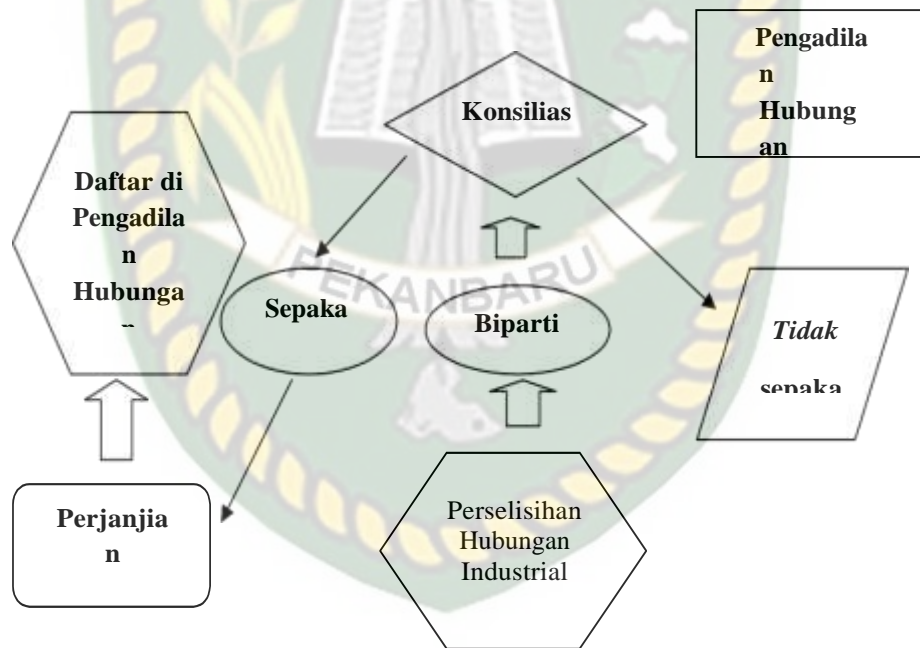 Pengadila
n
Hubung
an
Konsilias
Daftar di
Pengadila
n
Hubunga
n
PEKANBARU
Sepaka
Biparti
Tidak
sepaka
Perjanjia
n
Perselisihan
Hubungan
Industrial